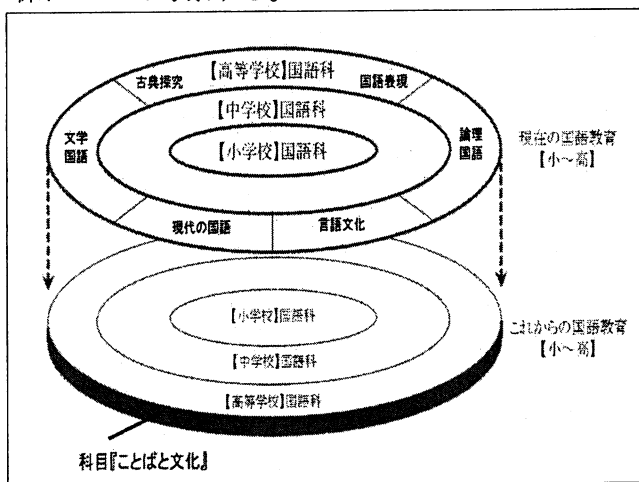 【高等学校】国語科
古典探究
国語表現
【中学校】国語科
文学
国語
論理
国語
【小学校】国語科
現在の国語教育
【小〜高】
現代の国語
言語文化
【小学校】国語科
これからの国語教育
【小〜高】
【中学校】国語科
【高等学校】国語科
科目『ことばと文化』